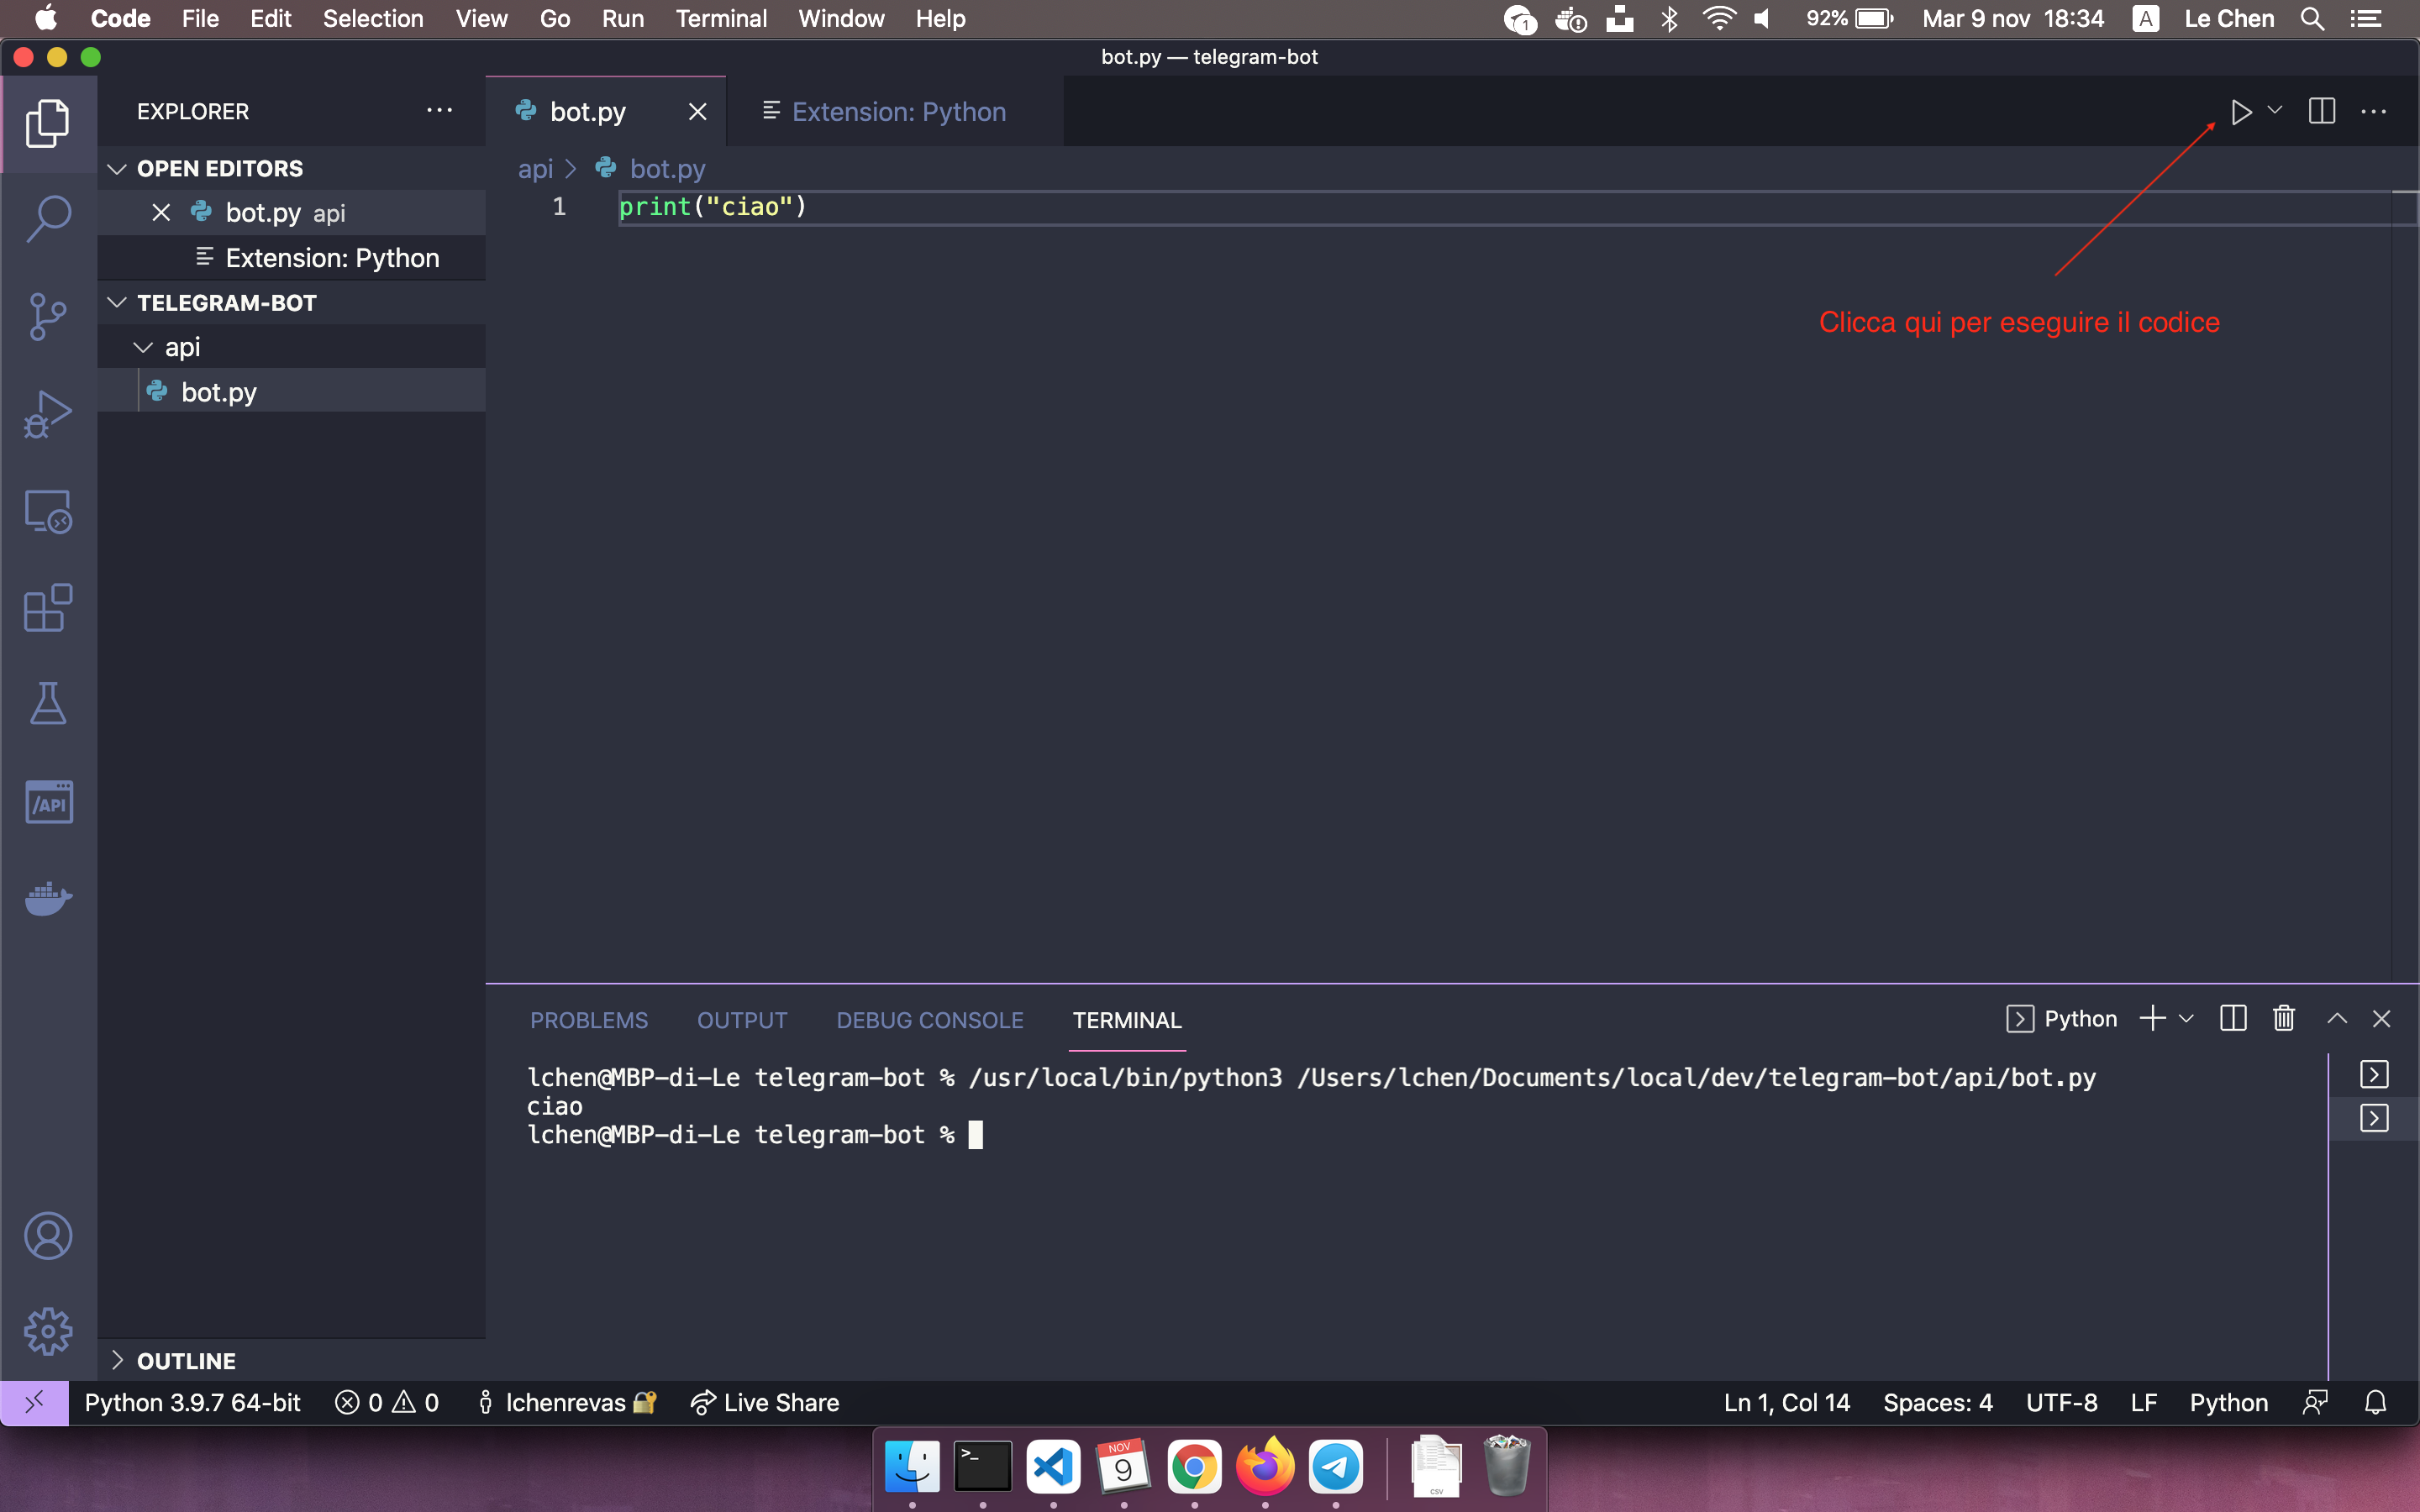 Code File Edit Selection View Go Run Terminal Window Help 1 92% Mar 9 nov 18:34 A Le Chen
bot.py — telegram-bot
EXPLORER
bot.py
Extension: Python
OPEN EDITORS
bot.py api
Extension: Python
TELEGRAM-BOT
api
bot.py
api > bot.py
1 print("ciao")
Clicca qui per eseguire il codice
/API
PROBLEMS OUTPUT DEBUG CONSOLE TERMINAL
Python
lchen@MBP-di-Le telegram-bot % /usr/local/bin/python3 /Users/lchen/Documents/local/dev/telegram-bot/api/bot.py
ciao
lchen@MBP-di-Le telegram-bot %
OUTLINE
Python 3.9.7 64-bit 0 0 lchenrevas Live Share Ln 1, Col 14 Spaces: 4 UTF-8 LF Python
>_
NOV
9
CSV